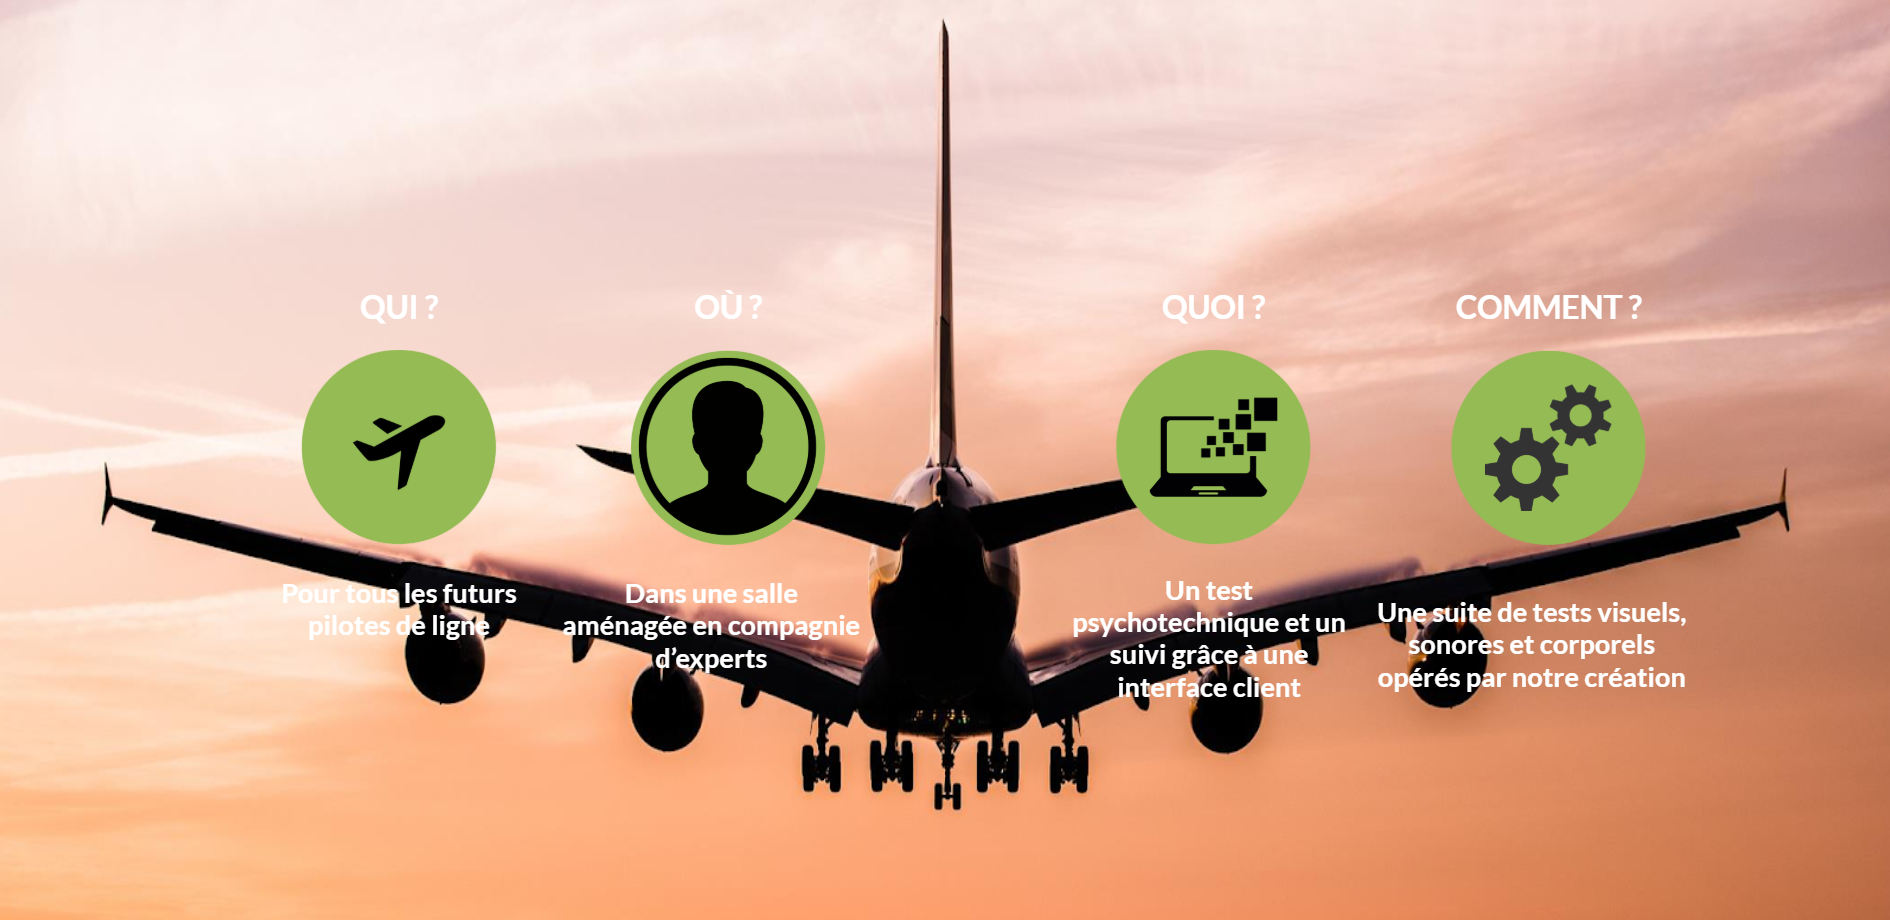 QUI ?
Pour tous les futurs
pilotes de ligne
OÙ ?
Dans une salle
aménagée en compagnie
d’experts
QUOI ?
Un test
psychotechnique et un
suivi grâce à une
interface client
COMMENT ?
Une suite de tests visuels,
sonores et corporels
opérés par notre création